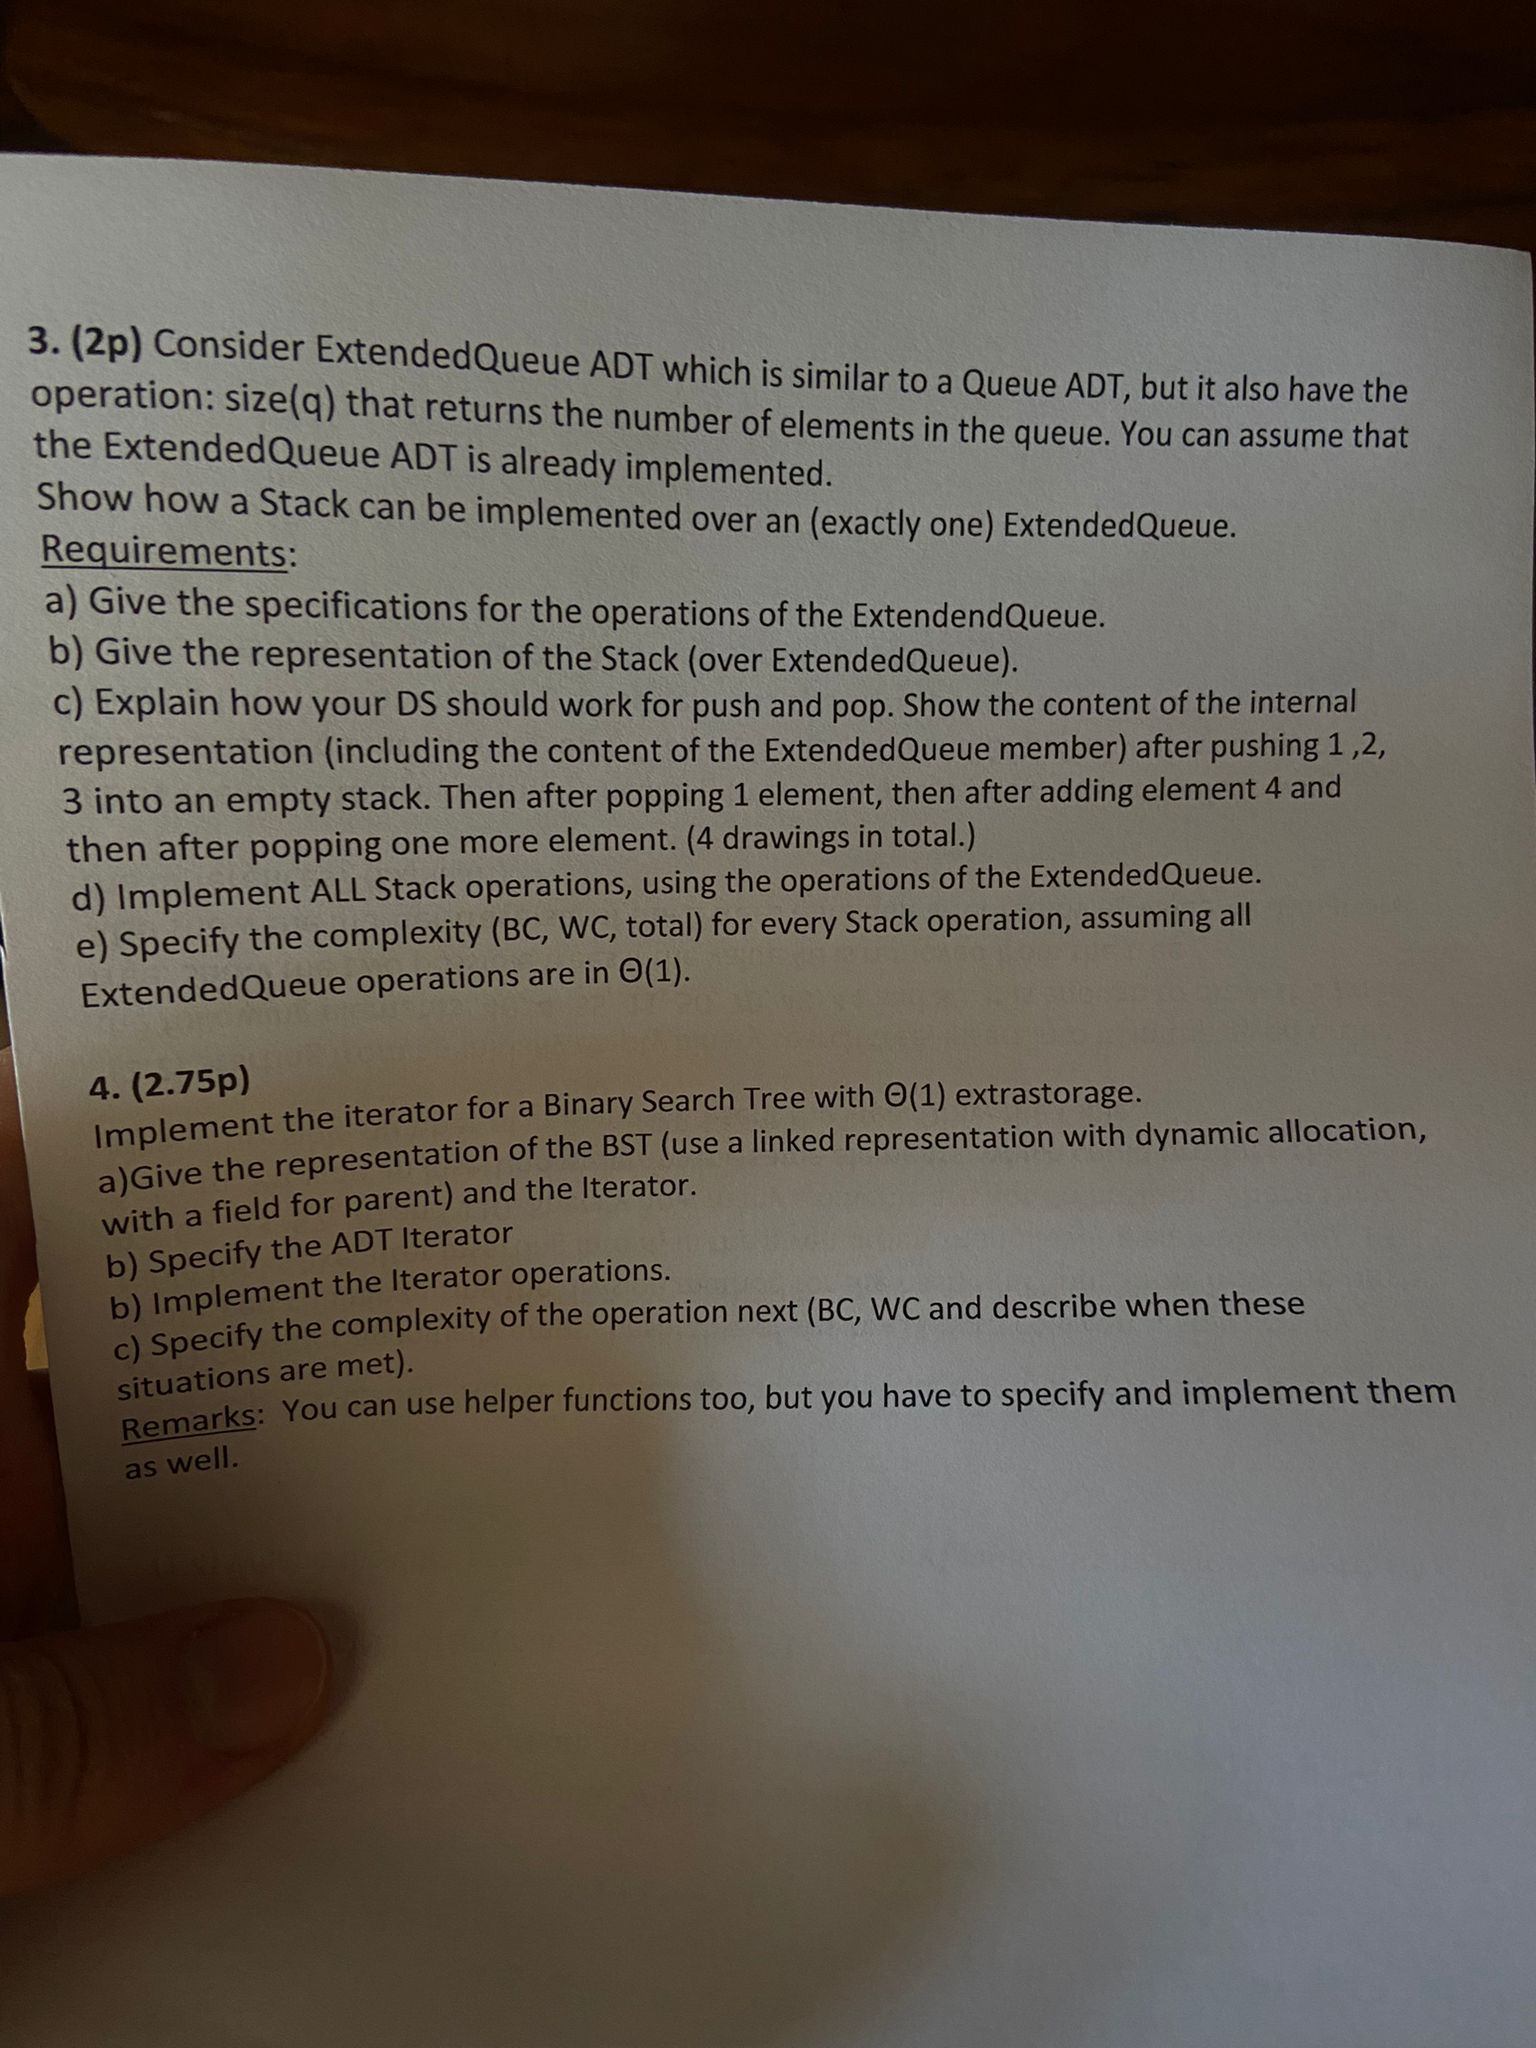 3. (2p) Consider ExtendedQueue ADT which is similar to a Queue ADT, but it also have the
operation: size(q) that returns the number of elements in the queue. You can assume that
the ExtendedQueue ADT is already implemented.
Show how a Stack can be implemented over an (exactly one) ExtendedQueue.
Requirements:
a) Give the specifications for the operations of the ExtendendQueue.
b) Give the representation of the Stack (over ExtendedQueue).
c) Explain how your DS should work for push and pop. Show the content of the internal
representation (including the content of the ExtendedQueue member) after pushing 1 ,2,
3 into an empty stack. Then after popping 1 element, then after adding element 4 and
then after popping one more element. (4 drawings in total.)
d) Implement ALL Stack operations, using the operations of the ExtendedQueue.
e) Specify the complexity (BC, WC, total) for every Stack operation, assuming all
ExtendedQueue operations are in Θ(1).
4. (2.75p)
Implement the iterator for a Binary Search Tree with Θ(1) extrastorage.
a)Give the representation of the BST (use a linked representation with dynamic allocation,
with a field for parent) and the Iterator.
b) Specify the ADT Iterator
b) Implement the Iterator operations.
c) Specify the complexity of the operation next (BC, WC and describe when these
situations are met).
Remarks: You can use helper functions too, but you have to specify and implement them
as well.